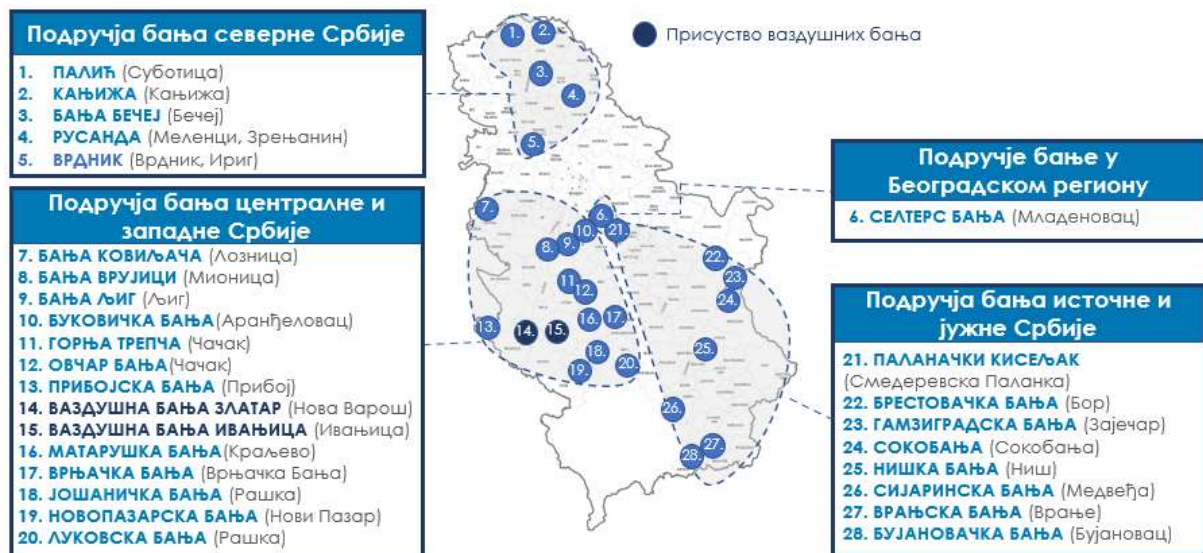 Подручја бања северне Србије
1. ПАЛИЋ (Суботица)
2. КАЊИЖА (Кањижа)
3. БАЊА БЕЧЕЈ (Бечеј)
4. РУСАНДА (Меленци, Зрењанин)
5. ВРДНИК (Врдник, Ириг)
Подручја бања централне и
западне Србије
7. БАЊА КОВИЉАЧА (Лозница)
8. БАЊА ВРУЈИЦИ (Мионица)
9. БАЊА ЉИГ (Љиг)
10. БУКОВИЧКА БАЊА(Аранђеловац)
11. ГОРЊА ТРЕПЧА (Чачак)
12. ОВЧАР БАЊА(Чачак)
13. ПРИБОЈСКА БАЊА (Прибој)
14. ВАЗДУШНА БАЊА ЗЛАТАР (Нова Варош)
15. ВАЗДУШНА БАЊА ИВАЊИЦА (Ивањица)
16. МАТАРУШКА БАЊА(Краљево)
17. ВРЊАЧКА БАЊА (Врњачка Бања)
18. ЈОШАНИЧКА БАЊА (Рашка)
19. НОВОПАЗАРСКА БАЊА (Нови Пазар)
20. ЛУКОВСКА БАЊА (Рашка)
Присуство ваздушних бања
1.
2.
3.
4.
5.
6.
7.
10.
21.
9.
8.
22.
23.
11.
12.
24.
16.
17.
13.
14.
15.
18.
25.
19.
20.
26.
27.
28.
Подручје бање у
Београдском региону
6. СЕЛТЕРС БАЊА (Младеновац)
Подручја бања источне и
јужне Србије
21. ПАЛАНАЧКИ КИСЕЉАК
(Смедеревска Паланка)
22. БРЕСТОВАЧКА БАЊА (Бор)
23. ГАМЗИГРАДСКА БАЊА (Зајечар)
24. СОКОБАЊА (Сокобања)
25. НИШКА БАЊА (Ниш)
26. СИЈАРИНСКА БАЊА (Медвеђа)
27. ВРАЊСКА БАЊА (Врање)
28. БУЈАНОВАЧКА БАЊА (Бујановац)